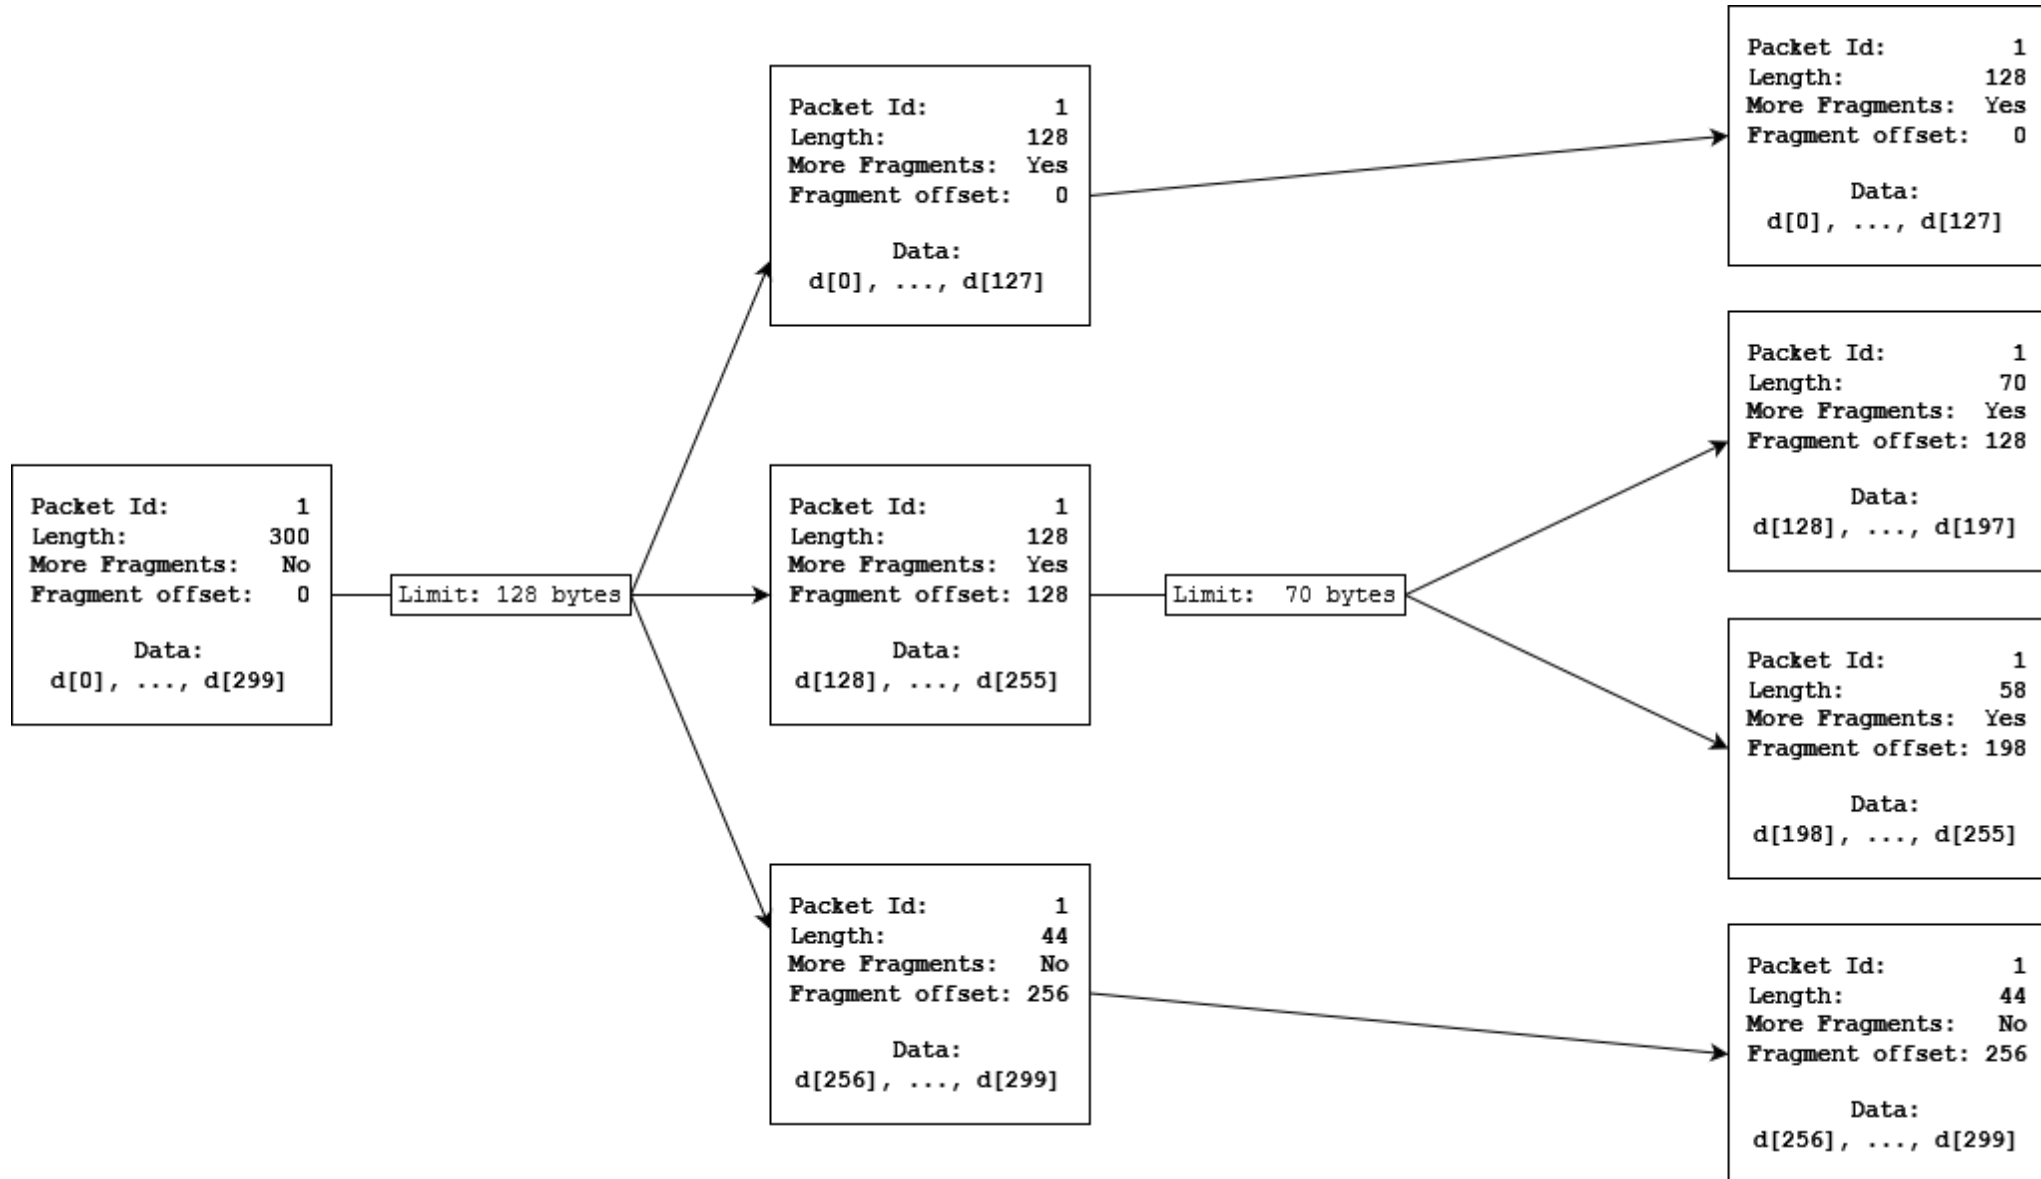 Packet Id: 1
Length: 300
More Fragments: No
Fragment offset: 0
Data:
d[0], ..., d[299]
Limit: 128 bytes
Packet Id: 1
Length: 128
More Fragments: Yes
Fragment offset: 0
Data:
d[0], ..., d[127]
Packet Id: 1
Length: 128
More Fragments: Yes
Fragment offset: 128
Data:
d[128], ..., d[255]
Packet Id: 1
Length: 44
More Fragments: No
Fragment offset: 256
Data:
d[256], ..., d[299]
Limit: 70 bytes
Packet Id: 1
Length: 128
More Fragments: Yes
Fragment offset: 0
Data:
d[0], ..., d[127]
Packet Id: 1
Length: 70
More Fragments: Yes
Fragment offset: 128
Data:
d[128], ..., d[197]
Packet Id: 1
Length: 58
More Fragments: Yes
Fragment offset: 198
Data:
d[198], ..., d[255]
Packet Id: 1
Length: 44
More Fragments: No
Fragment offset: 256
Data:
d[256], ..., d[299]